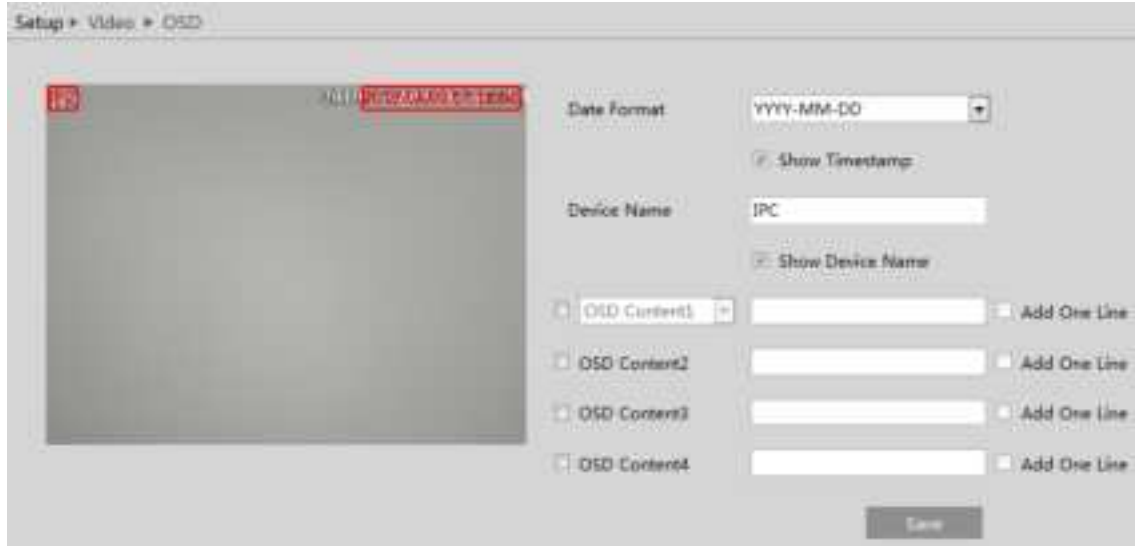 Setup ▸ Video ▸ OSD
IPC
Date Format YYYY-MM-DD
Show Timestamp
Device Name IPC
Show Device Name
OSD Content1 Add One Line
OSD Content2 Add One Line
OSD Content3 Add One Line
OSD Content4 Add One Line
Save